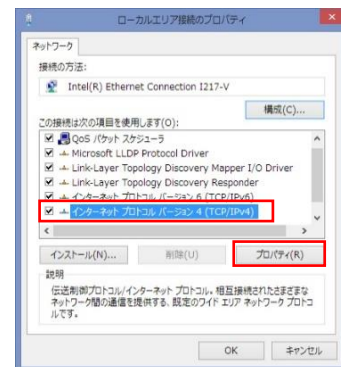 ローカルエリア接続のプロパティ
ネットワーク
接続の方法:
Intel(R) Ethernet Connection I217-V
構成(C)...
この接続は次の項目を使用します(O):
QoS パケット スケジューラ
Microsoft LLDP Protocol Driver
Link-Layer Topology Discovery Mapper I/O Driver
Link-Layer Topology Discovery Responder
インターネット プロトコル バージョン 6 (TCP/IPv6)
インターネット プロトコル バージョン 4 (TCP/IPv4)
インストール(N)...
削除(U)
プロパティ(R)
説明
伝送制御プロトコル/インターネット プロトコル。相互接続されたさまざまな
ネットワーク間の通信を提供する、既定のワイド エリア ネットワーク プロトコ
ルです。
OK
キャンセル